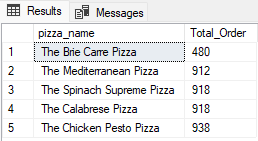 Results Messages
pizza_name Total_Order
1 The Brie Carre Pizza 480
2 The Mediterranean Pizza 912
3 The Spinach Supreme Pizza 918
4 The Calabrese Pizza 918
5 The Chicken Pesto Pizza 938